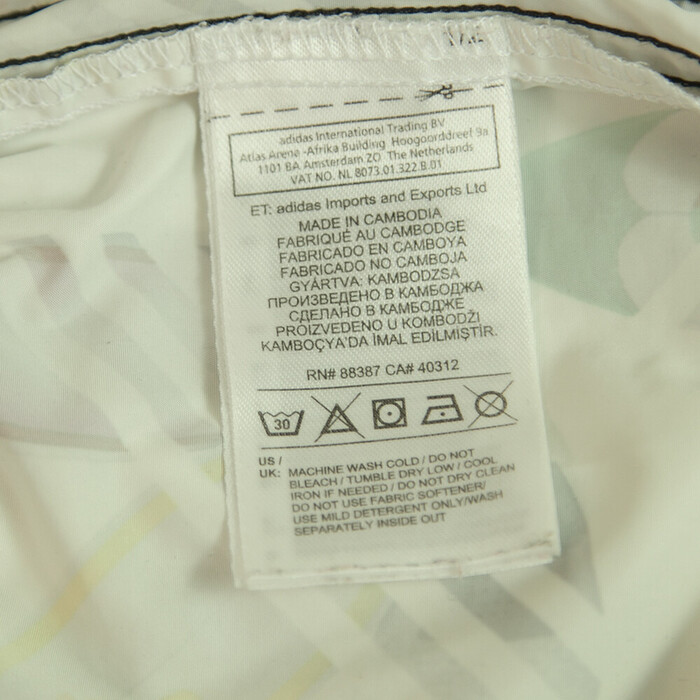 adidas International Trading BV
Atlas Arena -Afrika Building Hoogoorddreef 9a
1101 BA Amsterdam ZO The Netherlands
VAT NO. NL 8073.01.322.B.01
ET: adidas Imports and Exports Ltd
MADE IN CAMBODIA
FABRIQUÉ AU CAMBODGE
FABRICADO EN CAMBOYA
FABRICADO NO CAMBOJA
GYÁRTVA: KAMBODZSA
ПРОИЗВЕДЕНО В КАМБОДЖА
СДЕЛАНО В КАМБОДЖЕ
PROIZVEDENO U KOMBODŽI
KAMBOÇYA'DA İMAL EDİLMİŞTİR.
RN# 88387 CA# 40312
30
US / UK: MACHINE WASH COLD / DO NOT
BLEACH / TUMBLE DRY LOW / COOL
IRON IF NEEDED / DO NOT DRY CLEAN
DO NOT USE FABRIC SOFTENER/
USE MILD DETERGENT ONLY/WASH
SEPARATELY INSIDE OUT